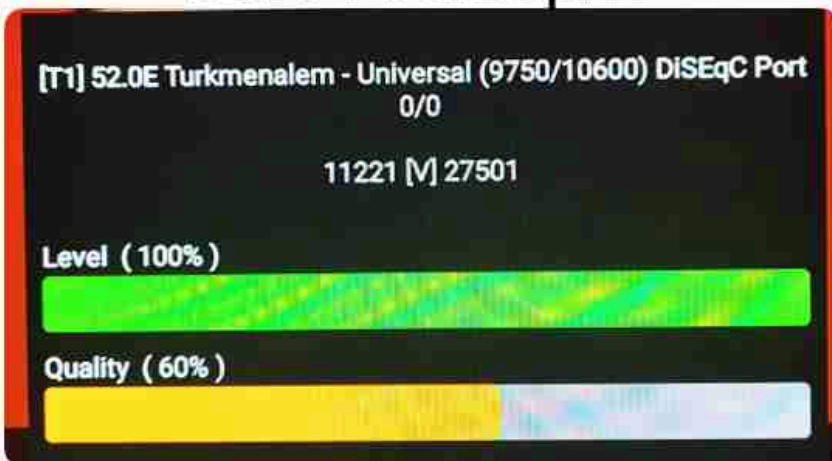 [T1] 52.0E Turkmenalem - Universal (9750/10600) DiSEqC Port
0/0
11221 [V] 27501
Level ( 100% )
Quality ( 60% )